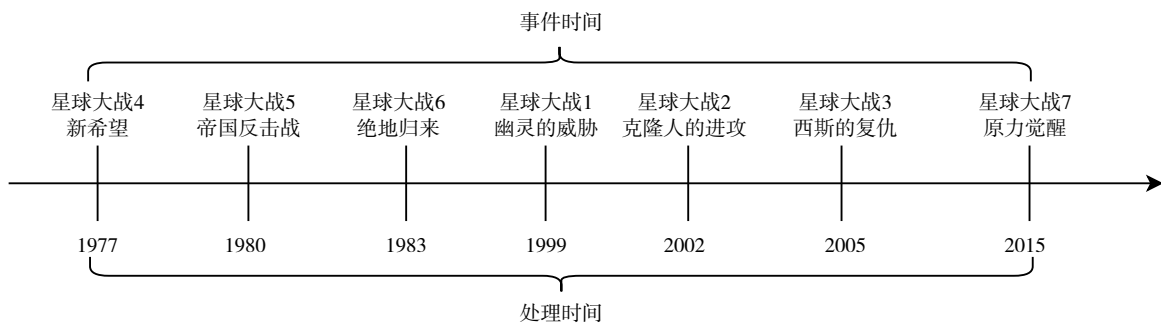 事件时间
星球大战4
新希望
星球大战5
帝国反击战
星球大战6
绝地归来
星球大战1
幽灵的威胁
星球大战2
克隆人的进攻
星球大战3
西斯的复仇
星球大战7
原力觉醒
1977
1980
1983
1999
2002
2005
2015
处理时间